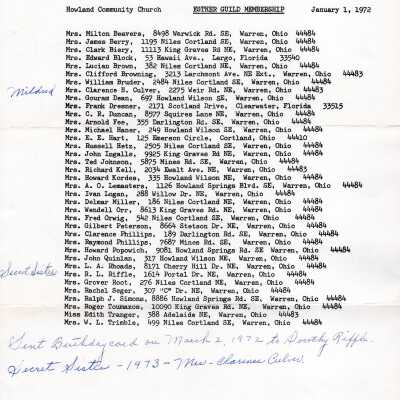 Howland Community Church ESTHER GUILD MEMBERSHIP January 1, 1972
Mrs. Milton Beavers, 8498 Warwick Rd. SE, Warren, Ohio 44484
Mrs. James Berry, 1195 Niles Cortland SE, Warren, Ohio 44484
Mrs. Clark Biery, 11113 King Graves Rd NE, Warren, Ohio 44484
Mrs. Edward Block, 53 Hawaii Ave., Largo, Florida 33540
Mrs. Lucian Brown, 382 Niles Cortland NE, Warren, Ohio 44484
Mrs. Clifford Browning, 3213 Larchmont Ave. NE Ext., Warren, Ohio 44483
Mrs. William Bruder, 2484 Niles Cortland SE, Warren, Ohio 44484
Mildred Mrs. Clarence B. Culver, 2275 Weir Rd. NE, Warren, Ohio 44483
Mrs. Gouram Dean, 697 Howland Wilson SE, Warren, Ohio 44484
Mrs. Frank Dresmer, 2171 Scotland Drive, Clearwater, Florida 33515
Mrs. C. R. Duncan, 8577 Squires Lane NE, Warren, Ohio 44484
Mrs. Arnold Fee, 355 Darlington Rd. SE, Warren, Ohio 44484
Mrs. Michael Haner, 249 Howland Wilson SE, Warren, Ohio 44484
Mrs. E. E. Hart, 125 Emerson Circle, Cortland, Ohio 44410
Mrs. Russell Hetz, 2505 Niles Cortland SE, Warren, Ohio 44484
Mrs. John Ingalls, 9925 King Graves Rd NE, Warren, Ohio 44484
Mrs. Ted Johnson, 5875 Mines Rd. SE, Warren, Ohio 44484
Mrs. Richard Kell, 2034 Ewalt Ave. NE, Warren, Ohio 44483
Mrs. Howard Kordes, 335 Howland Wilson NE, Warren, Ohio 44484
Mrs. A. O. Lemasters, 1126 Howland Springs Blvd. SE, Warren, Ohio 44484
Mrs. Ivan Logan, 288 Willow Dr. NE, Warren, Ohio 44484
Mrs. Delmar Miller, 186 Niles Cortland NE, Warren, Ohio 44484
Mrs. Wendell Orr, 8613 King Graves Rd. NE, Warren, Ohio 44484
Mrs. Fred Orwig, 542 Niles Cortland SE, Warren, Ohio 44484
Mrs. Gilbert Peterson, 8664 Stetson Dr. NE, Warren, Ohio 44484
Mrs. Clarence Phillips, 189 Darlington Rd. SE, Warren, Ohio 44484
Mrs. Raymond Phillips, 7687 Mines Rd. SE, Warren, Ohio 44484
Mrs. Howard Popowich, 9081 Howland Springs Rd. SE, Warren, Ohio 44484
Mrs. John Quinlan, 317 Howland Wilson NE, Warren, Ohio 44484
Mrs. L. A. Rhoads, 8171 Cherry Hill Dr. NE, Warren, Ohio 44484
Secret Sister Mrs. R. L. Riffle, 1614 Portal Dr. NE, Warren, Ohio 44484
Mrs. Grover Root, 276 Niles Cortland NE, Warren, Ohio 44484
Mrs. Rachel Seger, 307 "C" Dr. NE, Warren, Ohio 44484
Mrs. Ralph J. Simons, 8886 Howland Springs Rd. SE, Warren, Ohio 44484
Mrs. Roger Toumazos, 10090 King Graves Rd. NE, Warren, Ohio 44484
Miss Edith Tranger, 388 Adelaide NE, Warren, Ohio 44483
Mrs. W. L. Trimble, 499 Niles Cortland SE, Warren, Ohio 44484
Sent Birthday card on March 2, 1972 to Dorothy Riffle.
Secret Sister - 1973 - Mrs. Clarence Culver.